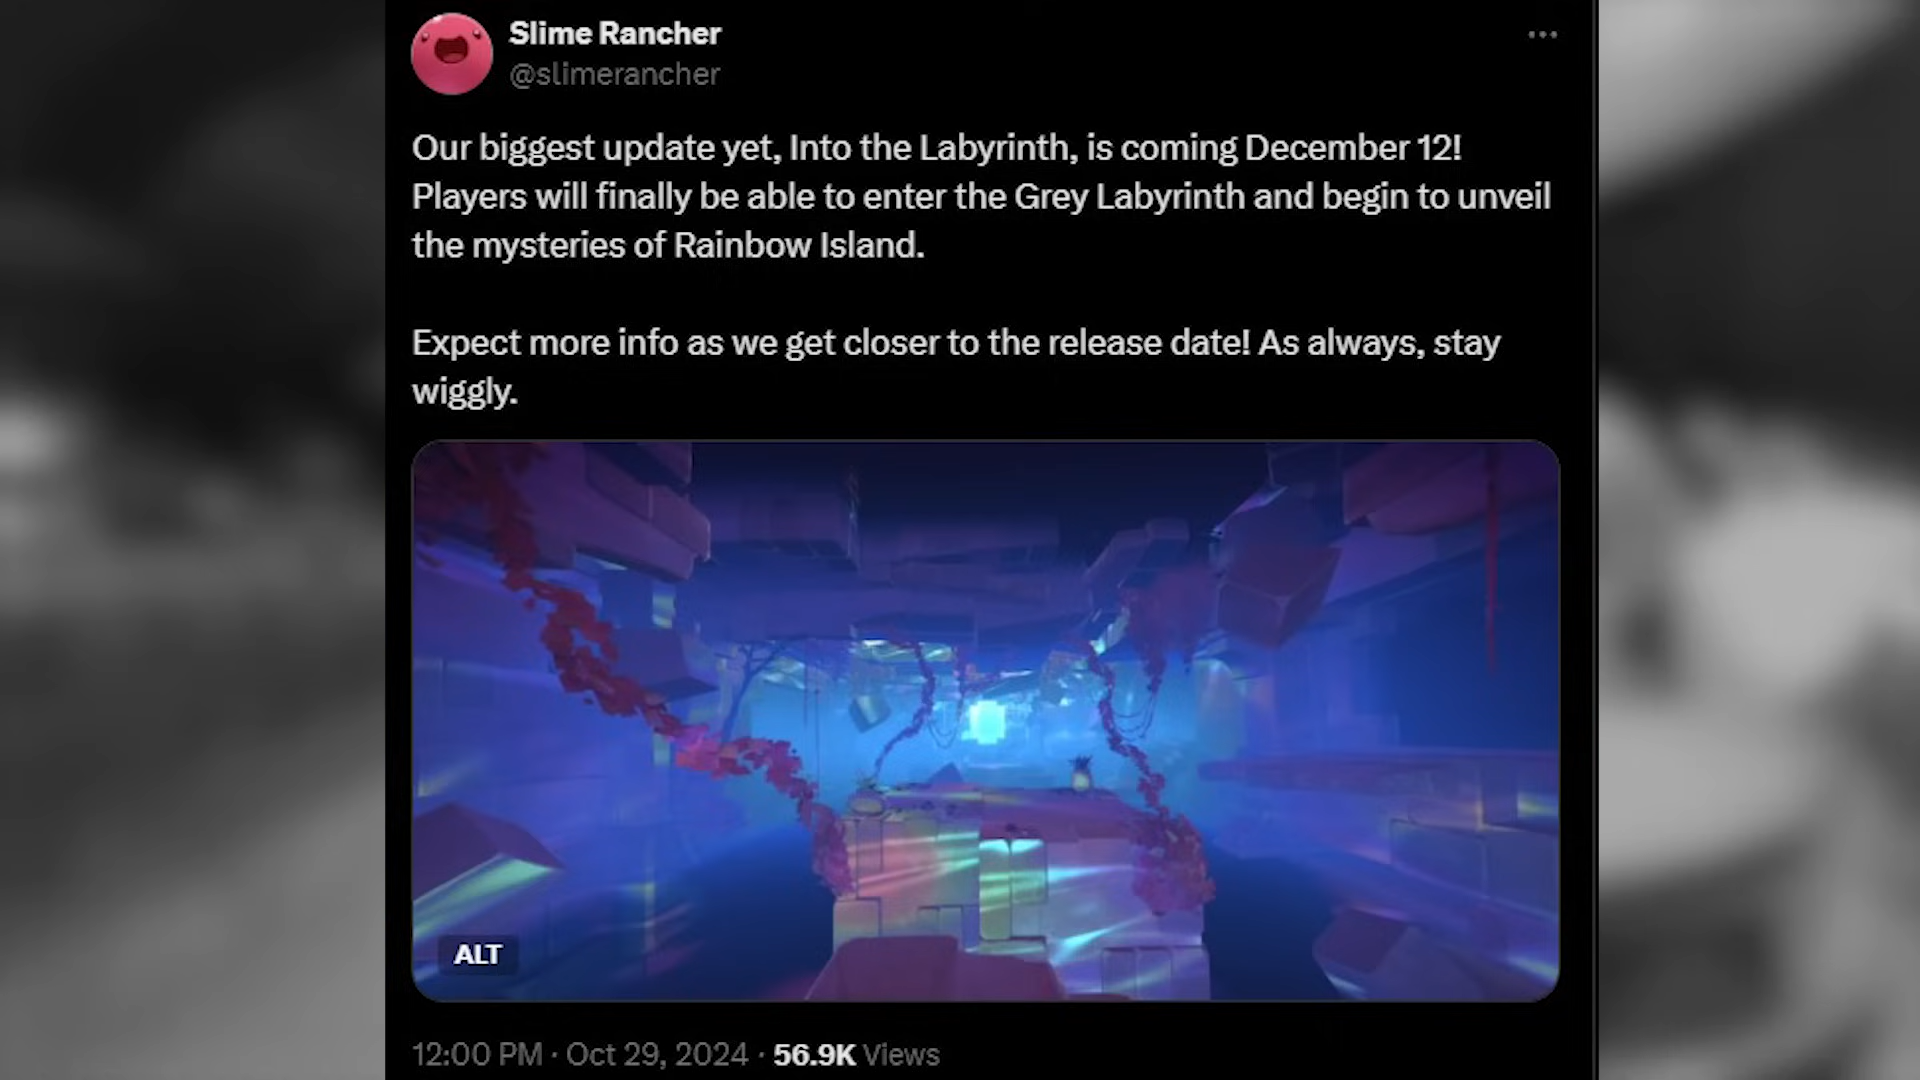 Slime Rancher
@slimerancher
Our biggest update yet, Into the Labyrinth, is coming December 12!
Players will finally be able to enter the Grey Labyrinth and begin to unveil
the mysteries of Rainbow Island.
Expect more info as we get closer to the release date! As always, stay
wiggly.
ALT
12:00 PM · Oct 29, 2024 · 56.9K Views